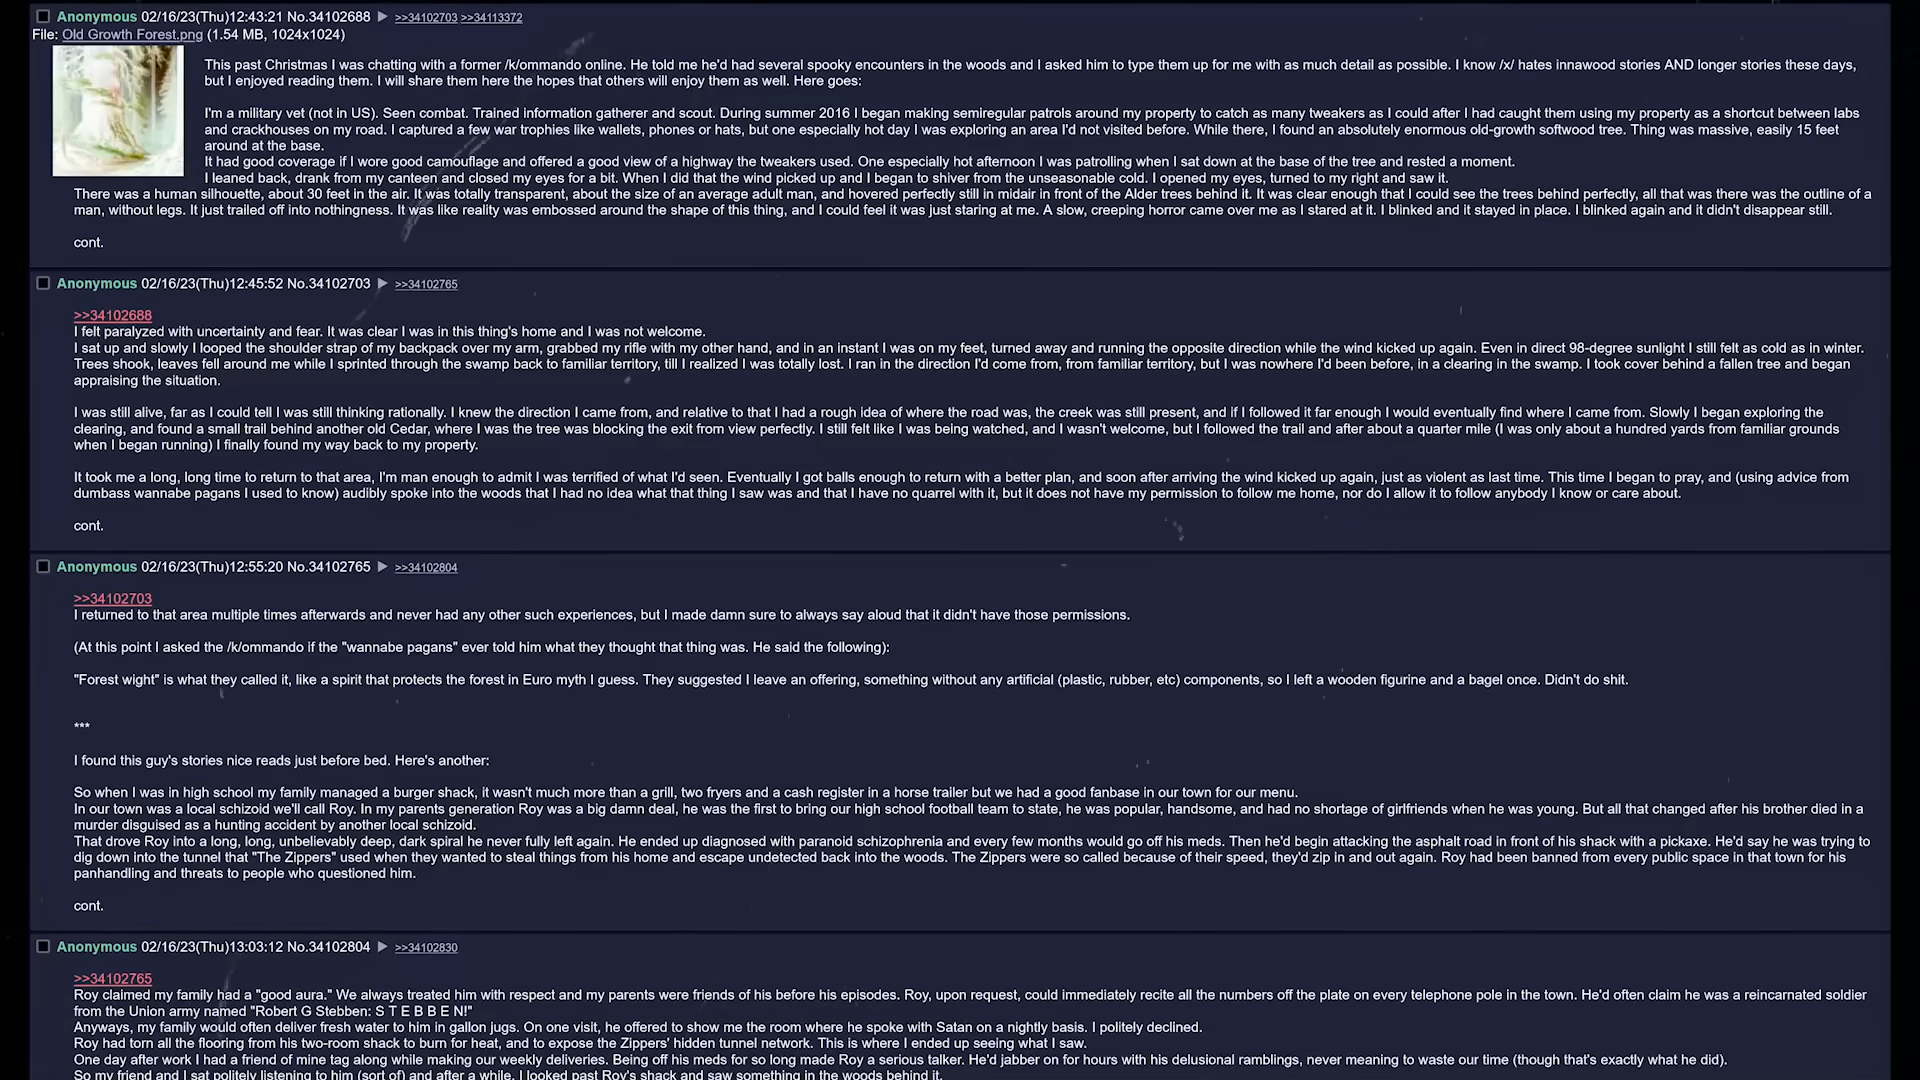 Anonymous 02/16/23(Thu)12:43:21 No.34102688 ▶ >>34102703 >>34113372
File: Old Growth Forest.png (1.54 MB, 1024x1024)
This past Christmas I was chatting with a former /k/ommando online. He told me he'd had several spooky encounters in the woods and I asked him to type them up for me with as much detail as possible. I know /x/ hates innawood stories AND longer stories these days,
but I enjoyed reading them. I will share them here the hopes that others will enjoy them as well. Here goes:
I'm a military vet (not in US). Seen combat. Trained information gatherer and scout. During summer 2016 I began making semiregular patrols around my property to catch as many tweakers as I could after I had caught them using my property as a shortcut between labs
and crackhouses on my road. I captured a few war trophies like wallets, phones or hats, but one especially hot day I was exploring an area I'd not visited before. While there, I found an absolutely enormous old-growth softwood tree. Thing was massive, easily 15 feet
around at the base.
It had good coverage if I wore good camouflage and offered a good view of a highway the tweakers used. One especially hot afternoon I was patrolling when I sat down at the base of the tree and rested a moment.
I leaned back, drank from my canteen and closed my eyes for a bit. When I did that the wind picked up and I began to shiver from the unseasonable cold. I opened my eyes, turned to my right and saw it.
There was a human silhouette, about 30 feet in the air. It was totally transparent, about the size of an average adult man, and hovered perfectly still in midair in front of the Alder trees behind it. It was clear enough that I could see the trees behind perfectly, all that was there was the outline of a
man, without legs. It just trailed off into nothingness. It was like reality was embossed around the shape of this thing, and I could feel it was just staring at me. A slow, creeping horror came over me as I stared at it. I blinked and it stayed in place. I blinked again and it didn't disappear still.
cont.
Anonymous 02/16/23(Thu)12:45:52 No.34102703 ▶ >>34102765
>>34102688
I felt paralyzed with uncertainty and fear. It was clear I was in this thing's home and I was not welcome.
I sat up and slowly I looped the shoulder strap of my backpack over my arm, grabbed my rifle with my other hand, and in an instant I was on my feet, turned away and running the opposite direction while the wind kicked up again. Even in direct 98-degree sunlight I still felt as cold as in winter.
Trees shook, leaves fell around me while I sprinted through the swamp back to familiar territory, till I realized I was totally lost. I ran in the direction I'd come from, from familiar territory, but I was nowhere I'd been before, in a clearing in the swamp. I took cover behind a fallen tree and began
appraising the situation.
I was still alive, far as I could tell I was still thinking rationally. I knew the direction I came from, and relative to that I had a rough idea of where the road was, the creek was still present, and if I followed it far enough I would eventually find where I came from. Slowly I began exploring the
clearing, and found a small trail behind another old Cedar, where I was the tree was blocking the exit from view perfectly. I still felt like I was being watched, and I wasn't welcome, but I followed the trail and after about a quarter mile (I was only about a hundred yards from familiar grounds
when I began running) I finally found my way back to my property.
It took me a long, long time to return to that area, I'm man enough to admit I was terrified of what I'd seen. Eventually I got balls enough to return with a better plan, and soon after arriving the wind kicked up again, just as violent as last time. This time I began to pray, and (using advice from
dumbass wannabe pagans I used to know) audibly spoke into the woods that I had no idea what that thing I saw was and that I have no quarrel with it, but it does not have my permission to follow me home, nor do I allow it to follow anybody I know or care about.
cont.
Anonymous 02/16/23(Thu)12:55:20 No.34102765 ▶ >>34102804
>>34102703
I returned to that area multiple times afterwards and never had any other such experiences, but I made damn sure to always say aloud that it didn't have those permissions.
(At this point I asked the /k/ommando if the "wannabe pagans" ever told him what they thought that thing was. He said the following):
"Forest wight" is what they called it, like a spirit that protects the forest in Euro myth I guess. They suggested I leave an offering, something without any artificial (plastic, rubber, etc) components, so I left a wooden figurine and a bagel once. Didn't do shit.
***
I found this guy's stories nice reads just before bed. Here's another:
So when I was in high school my family managed a burger shack, it wasn't much more than a grill, two fryers and a cash register in a horse trailer but we had a good fanbase in our town for our menu.
In our town was a local schizoid we'll call Roy. In my parents generation Roy was a big damn deal, he was the first to bring our high school football team to state, he was popular, handsome, and had no shortage of girlfriends when he was young. But all that changed after his brother died in a
murder disguised as a hunting accident by another local schizoid.
That drove Roy into a long, long, unbelievably deep, dark spiral he never fully left again. He ended up diagnosed with paranoid schizophrenia and every few months would go off his meds. Then he'd begin attacking the asphalt road in front of his shack with a pickaxe. He'd say he was trying to
dig down into the tunnel that "The Zippers" used when they wanted to steal things from his home and escape undetected back into the woods. The Zippers were so called because of their speed, they'd zip in and out again. Roy had been banned from every public space in that town for his
panhandling and threats to people who questioned him.
cont.
Anonymous 02/16/23(Thu)13:03:12 No.34102804 ▶ >>34102830
>>34102765
Roy claimed my family had a "good aura." We always treated him with respect and my parents were friends of his before his episodes. Roy, upon request, could immediately recite all the numbers off the plate on every telephone pole in the town. He'd often claim he was a reincarnated soldier
from the Union army named "Robert G Stebben: S T E B B E N!"
Anyways, my family would often deliver fresh water to him in gallon jugs. On one visit, he offered to show me the room where he spoke with Satan on a nightly basis. I politely declined.
Roy had torn all the flooring from his two-room shack to burn for heat, and to expose the Zippers' hidden tunnel network. This is where I ended up seeing what I saw.
One day after work I had a friend of mine tag along while making our weekly deliveries. Being off his meds for so long made Roy a serious talker. He'd jabber on for hours with his delusional ramblings, never meaning to waste our time (though that's exactly what he did).
So my friend and I sat politely listening to him (sort of) and after a while, I looked past Roy's shack and saw something in the woods behind it.